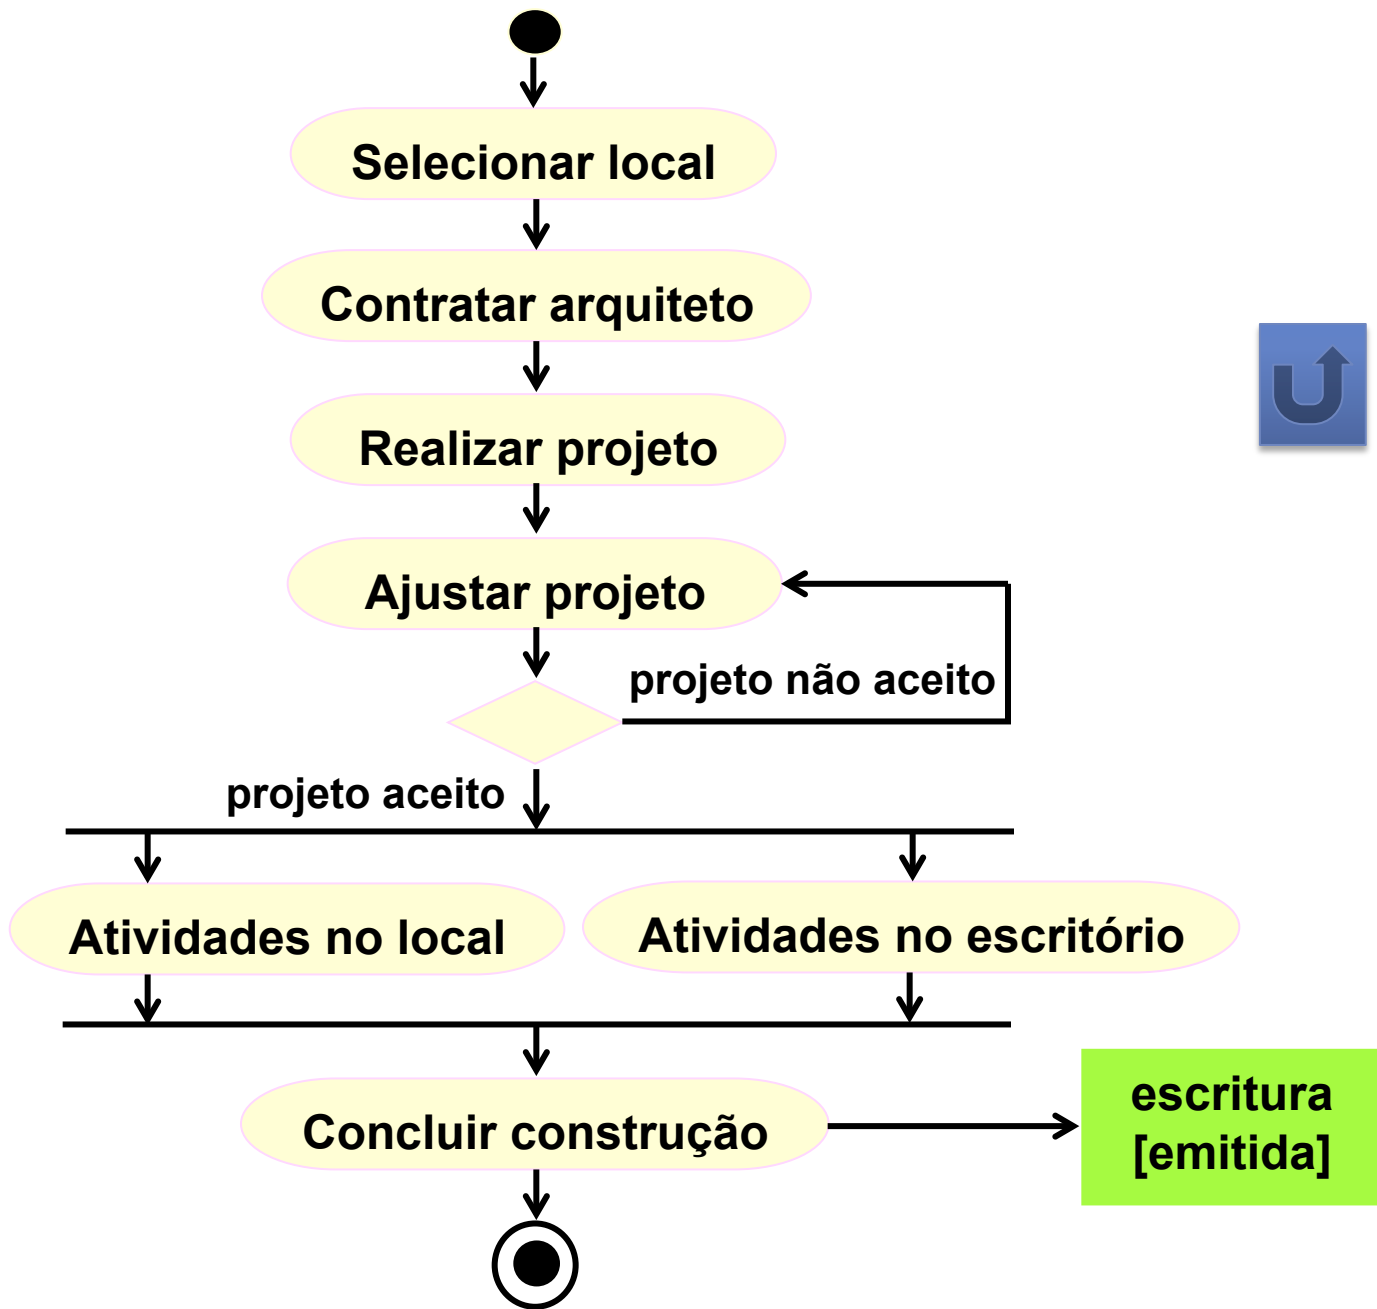 Selecionar local
Contratar arquiteto
Realizar projeto
Ajustar projeto
projeto não aceito
projeto aceito
Atividades no local
Atividades no escritório
Concluir construção
escritura
[emitida]